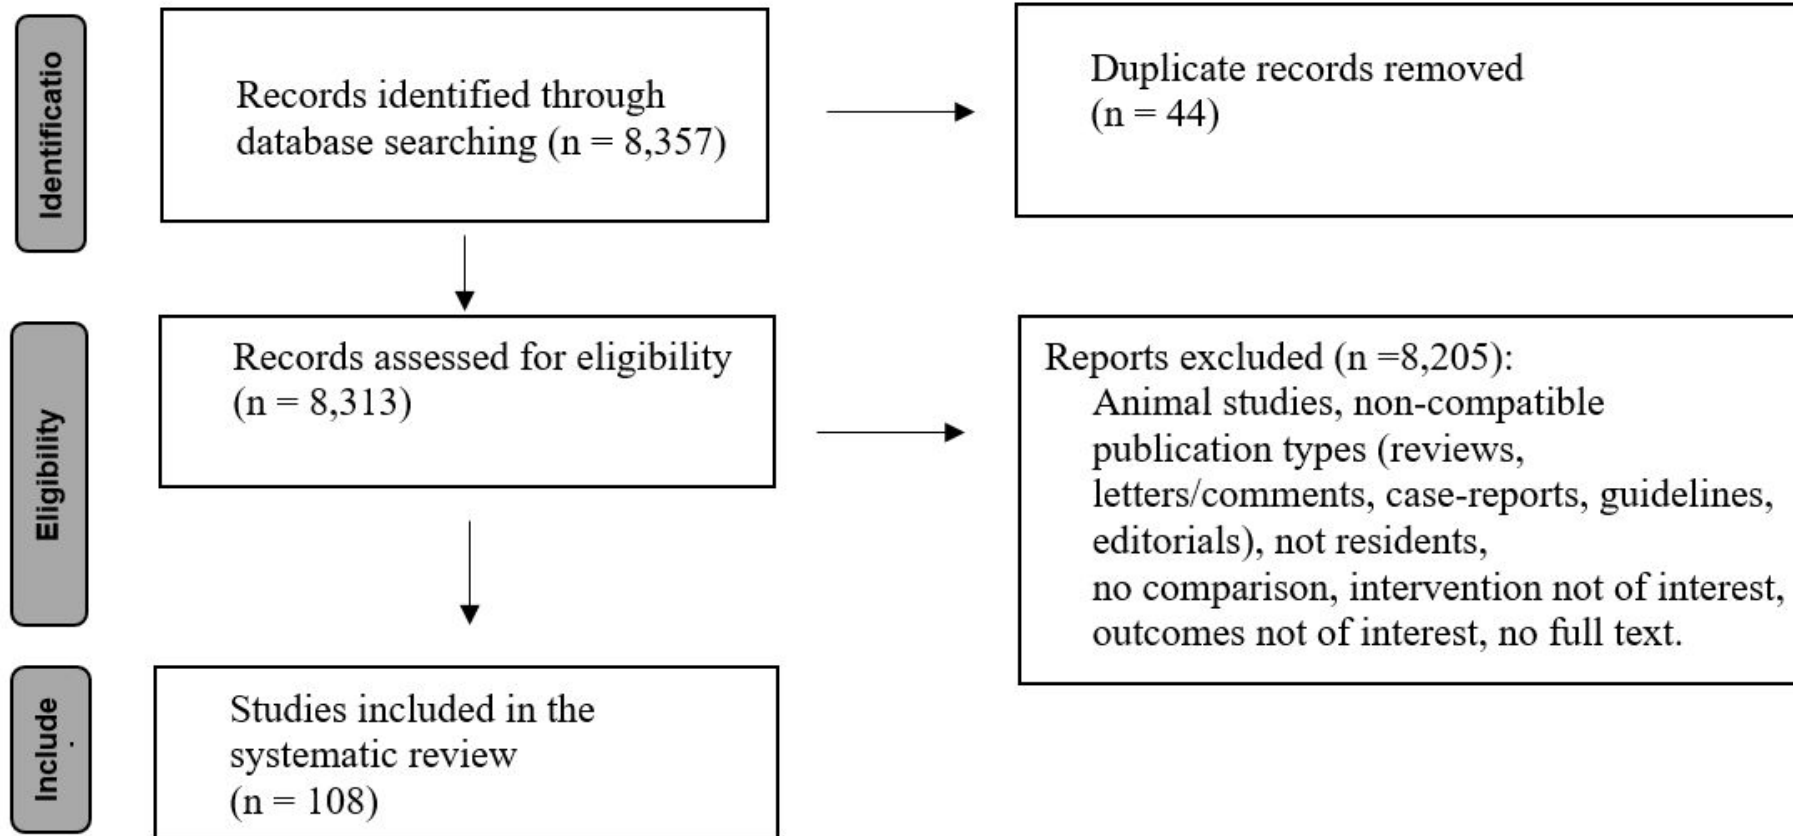 Identificatio
Records identified through
database searching (n = 8,357)
Duplicate records removed
(n = 44)
Eligibility
Records assessed for eligibility
(n = 8,313)
Reports excluded (n =8,205):
Animal studies, non-compatible
publication types (reviews,
letters/comments, case-reports, guidelines,
editorials), not residents,
no comparison, intervention not of interest,
outcomes not of interest, no full text.
Include
Studies included in the
systematic review
(n = 108)